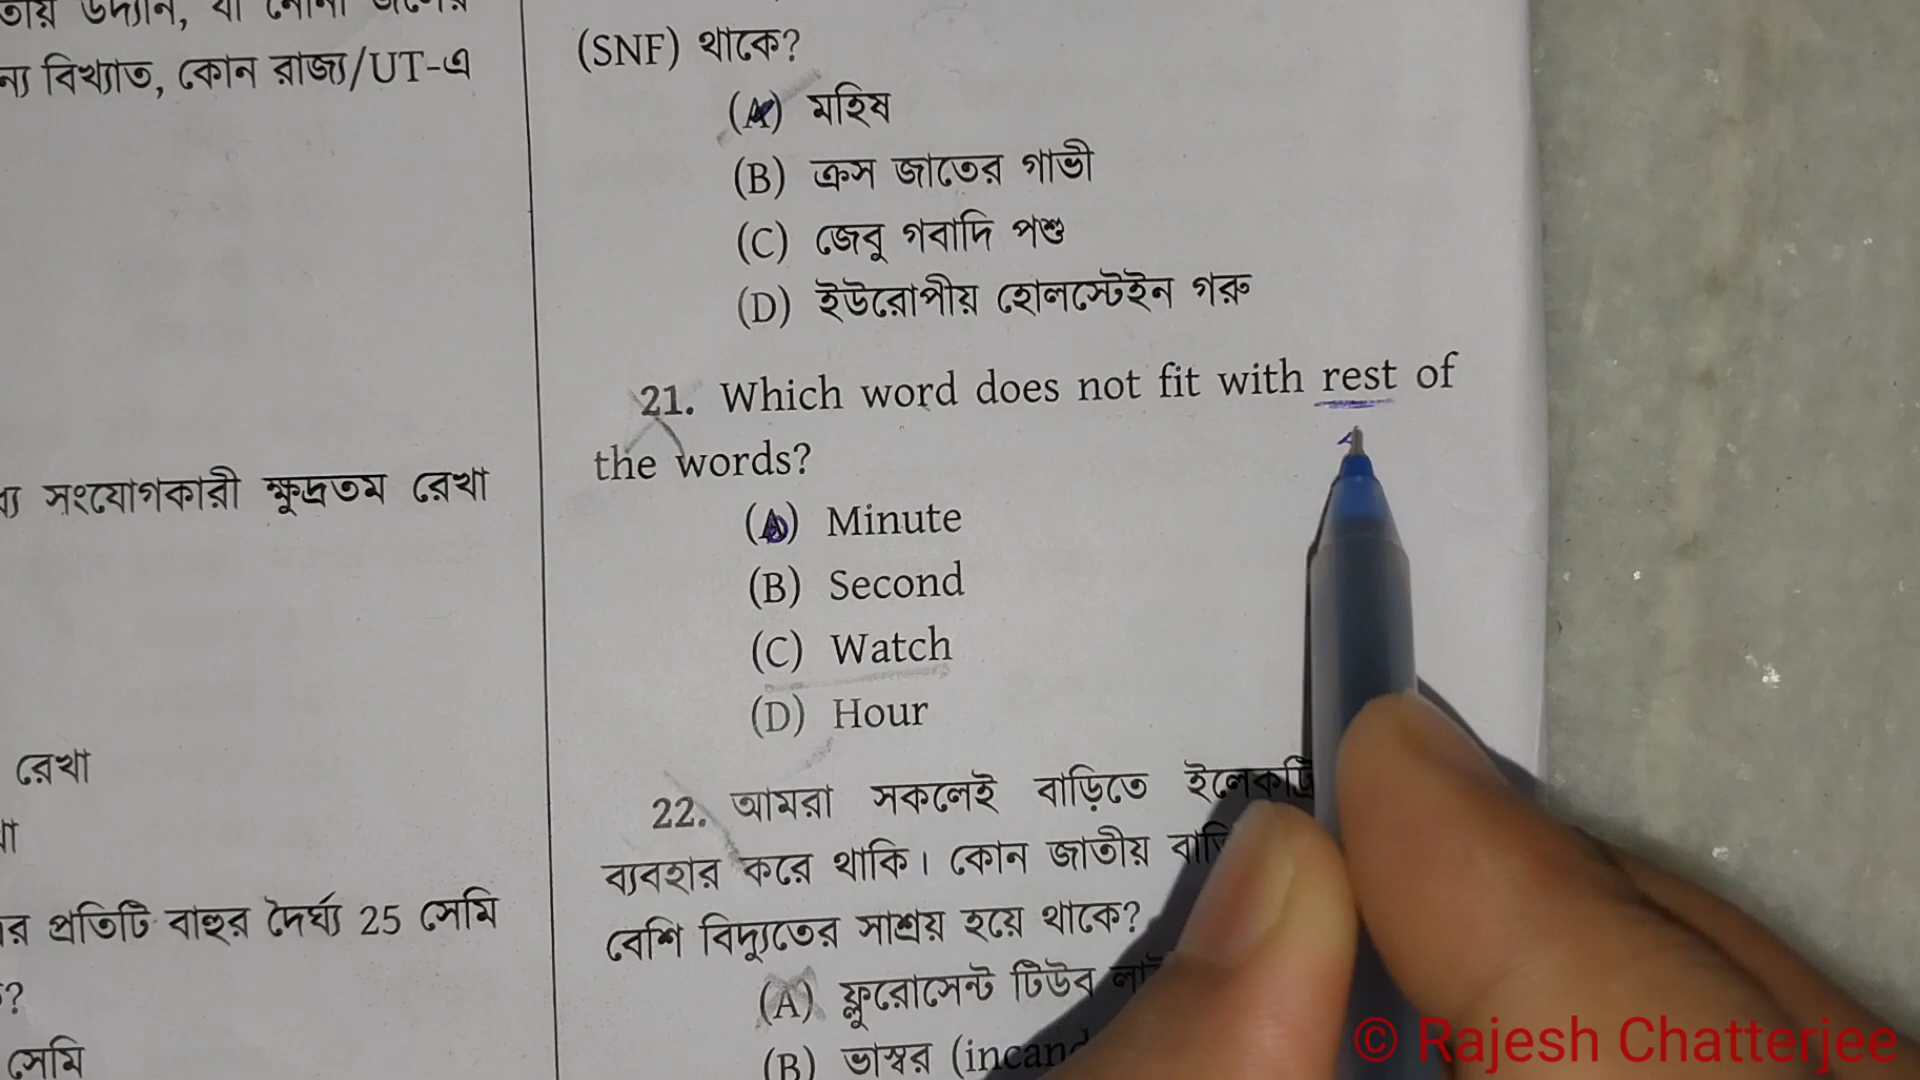 ন্য বিখ্যাত, কোন রাজ্য/UT-এ
সংযোগকারী ক্ষুদ্রতম রেখা
রেখা
প্রতিটি বাহুর দৈর্ঘ্য 25 সেমি
?
সেমি
(SNF) থাকে?
(A) মহিষ
(B) ক্রস জাতের গাভী
(C) জেবু গবাদি পশু
(D) ইউরোপীয় হোলস্টেইন গরু
21. Which word does not fit with rest of
the words?
(A) Minute
(B) Second
(C) Watch
(D) Hour
22. আমরা সকলেই বাড়িতে
ব্যবহার করে থাকি। কোন জাতীয়
বেশি বিদ্যুতের সাশ্রয় হয়ে থাকে?
(A) ফ্লুরোসেন্ট টিউব
(B) ভাস্বর
© Rajesh Chatterjee